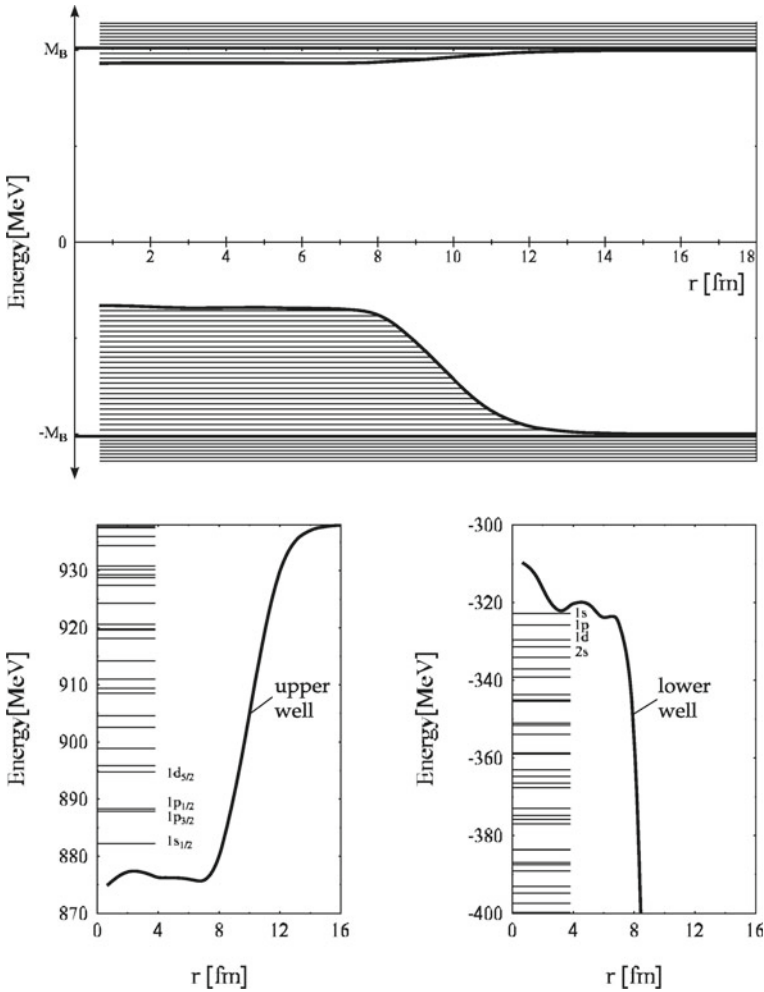 M_B
0
-M_B
Energy[MeV]
2 4 6 8 10 12 14 16 18
r [fm]
930
920
910
900
890
880
870
Energy[MeV]
upper
well
1d5/2
1p1/2
1p3/2
1s1/2
0 4 8 12 16
r [fm]
-300
-320
-340
-360
-380
-400
Energy[MeV]
1s
1p
1d
2s
lower
well
0 4 8 12 16
r [fm]